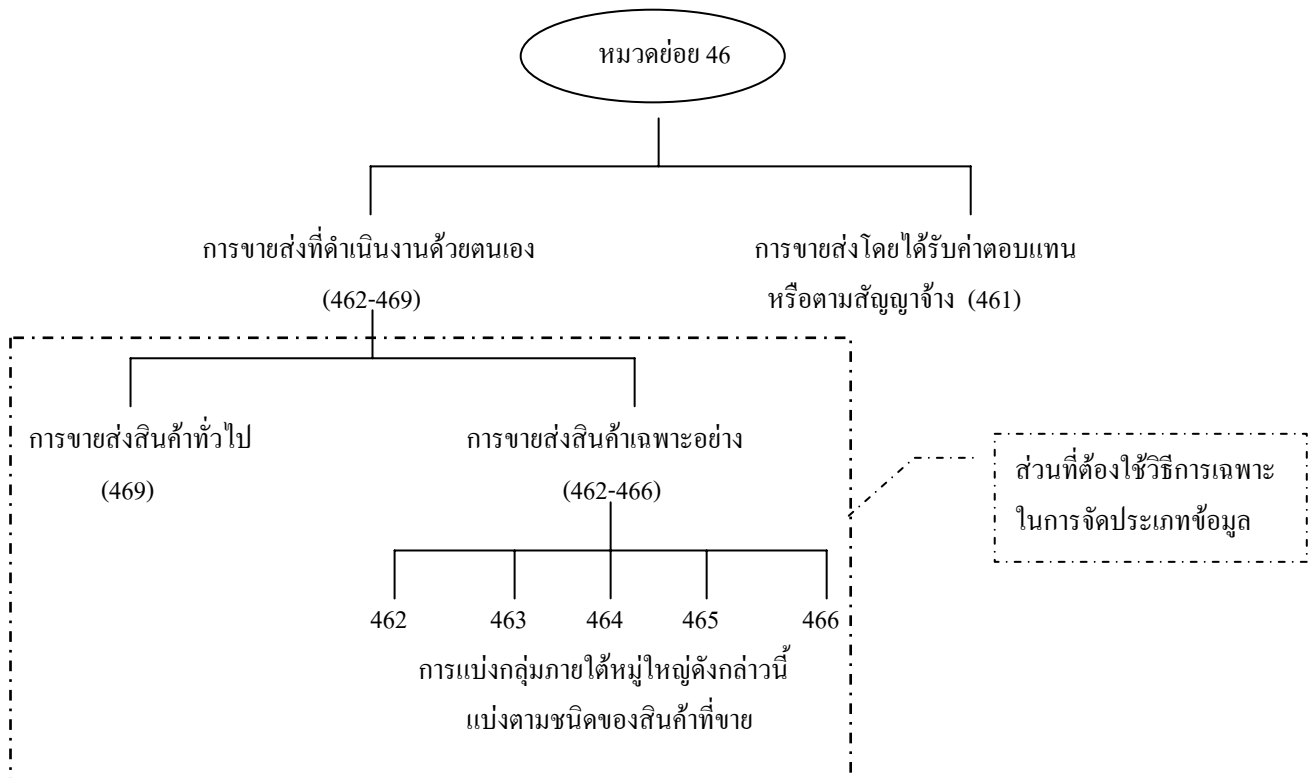 หมวดย่อย 46
การขายส่งที่ดำเนินงานด้วยตนเอง
(462-469)
การขายส่งโดยได้รับค่าตอบแทน
หรือตามสัญญาจ้าง (461)
การขายส่งสินค้าทั่วไป
(469)
การขายส่งสินค้าเฉพาะอย่าง
(462-466)
ส่วนที่ต้องใช้วิธีการเฉพาะ
ในการจัดประเภทข้อมูล
462 463 464 465 466
การแบ่งกลุ่มภายใต้หมู่ใหญ่ดังกล่าวนี้
แบ่งตามชนิดของสินค้าที่ขาย